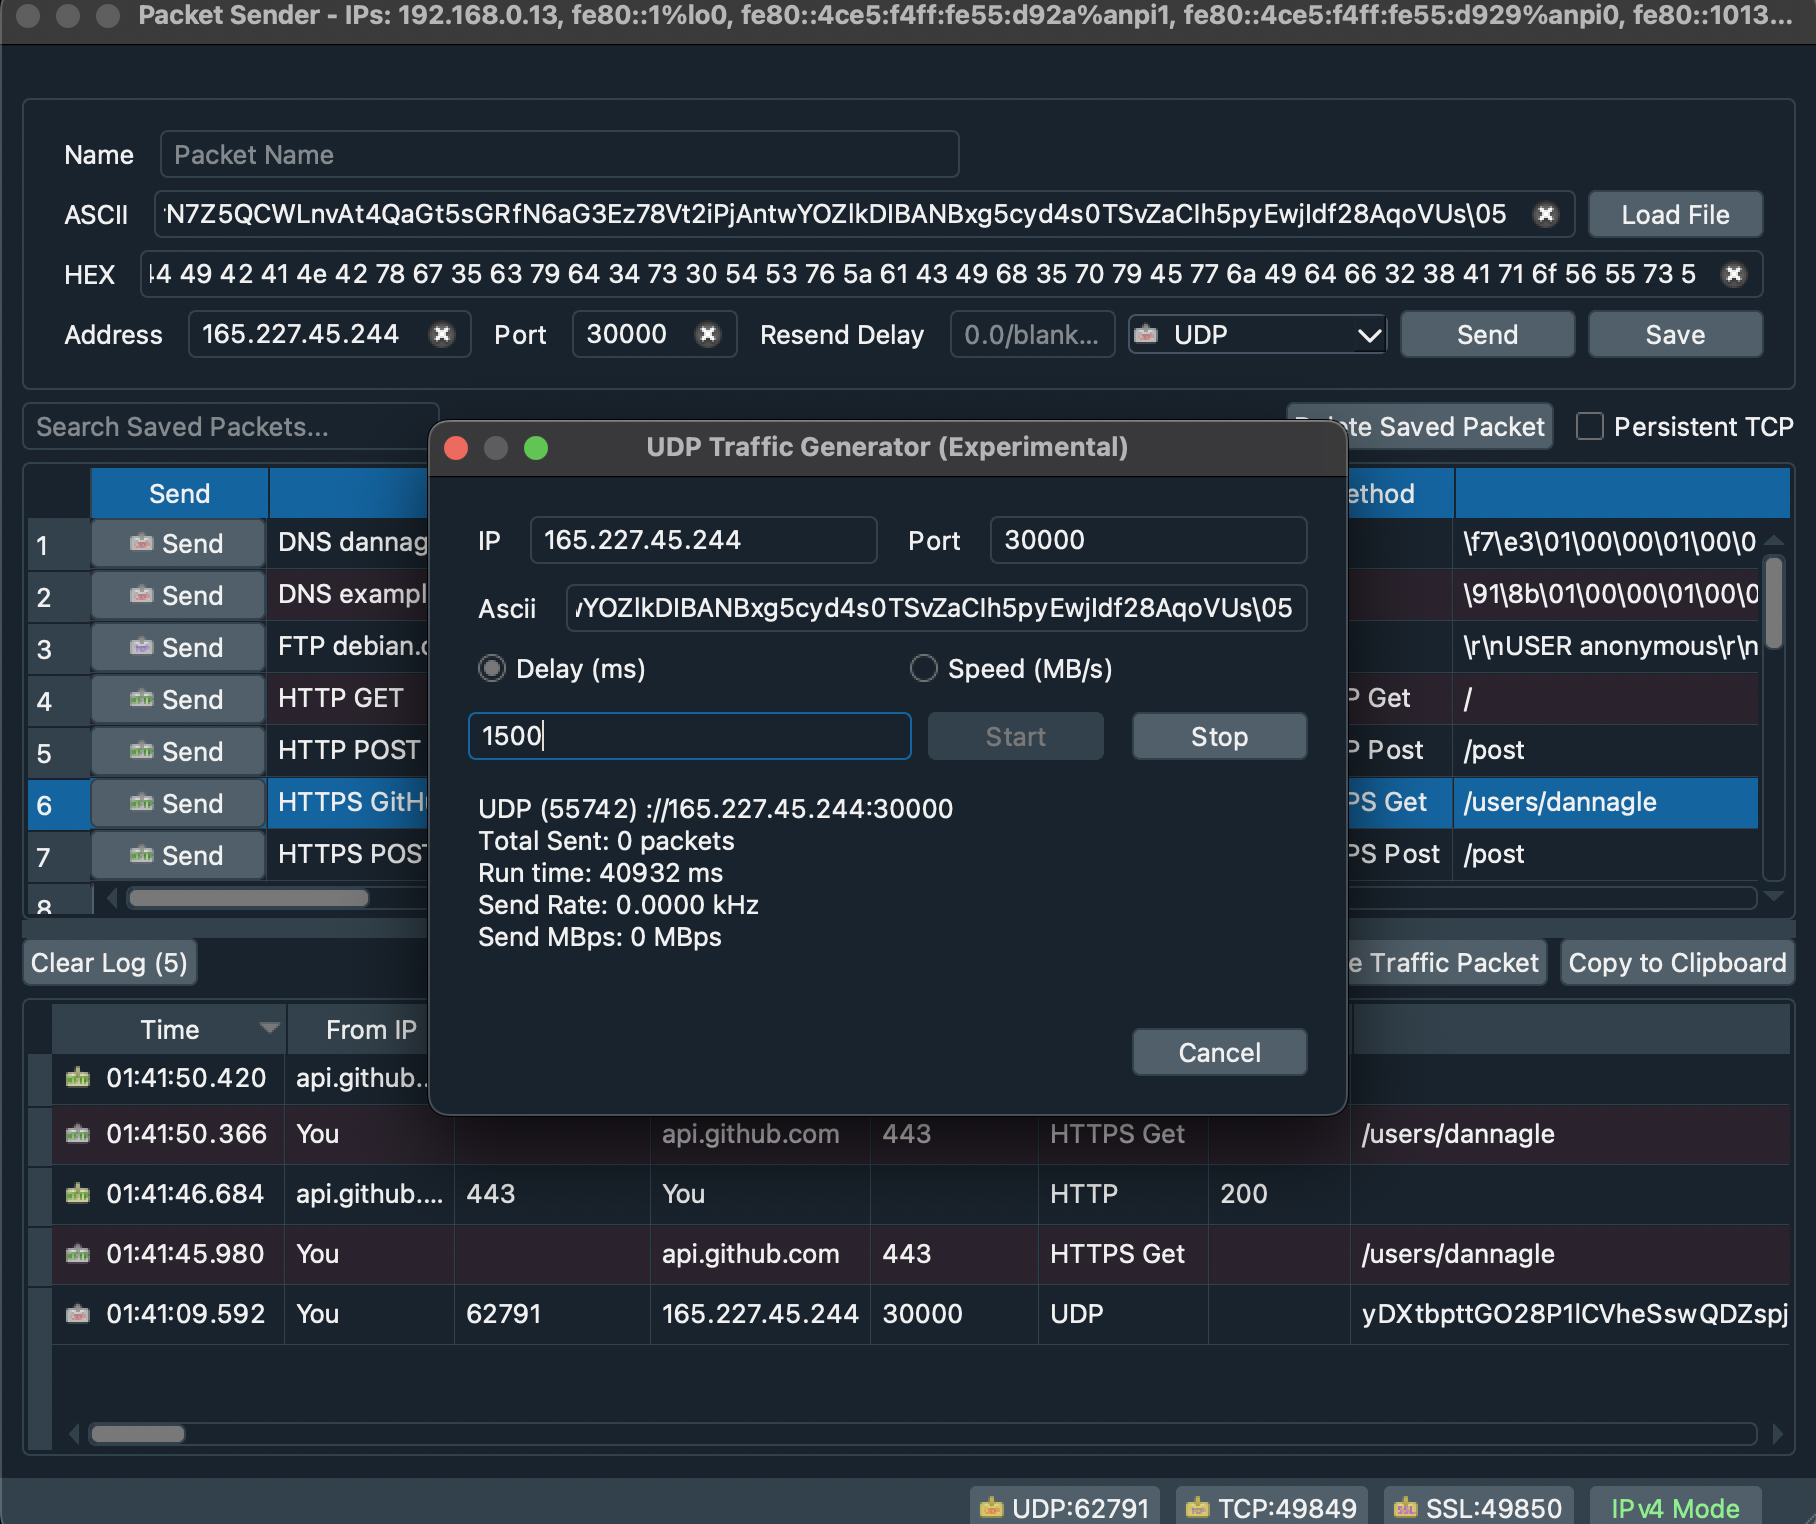 Packet Sender - IPs: 192.168.0.13, fe80::1%lo0, fe80::4ce5:f4ff:fe55:d92a%anpi1, fe80::4ce5:f4ff:fe55:d929%anpi0, fe80::1013...
Name Packet Name
ASCII N7Z5QCWLnvAt4QaGt5sGRfN6aG3Ez78Vt2iPjAntwYOZlkDIBANBxg5cyd4s0TSvZaCIh5pyEwjIdf28AqoVUs\05 Load File
HEX 44 49 42 41 4e 42 78 67 35 63 79 64 34 73 30 54 53 76 5a 61 43 49 68 35 70 79 45 77 6a 49 64 66 32 38 41 71 6f 56 55 73 5
Address 165.227.45.244 Port 30000 Resend Delay 0.0/blank... UDP Send Save
Search Saved Packets... te Saved Packet Persistent TCP
UDP Traffic Generator (Experimental)
IP 165.227.45.244 Port 30000
Ascii YOZlkDIBANBxg5cyd4s0TSvZaCIh5pyEwjIdf28AqoVUs\05
Delay (ms) Speed (MB/s)
1500 Start Stop
UDP (55742) ://165.227.45.244:30000
Total Sent: 0 packets
Run time: 40932 ms
Send Rate: 0.0000 kHz
Send MBps: 0 MBps
Cancel
Send ethod
1 Send DNS dannag \f7\e3\01\00\00\01\00\0
2 Send DNS exampl \91\8b\01\00\00\01\00\0
3 Send FTP debian. \r\nUSER anonymous\r\n
4 Send HTTP GET P Get /
5 Send HTTP POST P Post /post
6 Send HTTPS GitH PS Get /users/dannagle
7 Send HTTPS POST PS Post /post
8
Clear Log (5) e Traffic Packet Copy to Clipboard
Time From IP
01:41:50.420 api.github...
01:41:50.366 You api.github.com 443 HTTPS Get /users/dannagle
01:41:46.684 api.github.... 443 You HTTP 200
01:41:45.980 You api.github.com 443 HTTPS Get /users/dannagle
01:41:09.592 You 62791 165.227.45.244 30000 UDP yDXtbpttGO28P1lCVheSswQDZspj
UDP:62791 TCP:49849 SSL:49850 IPv4 Mode